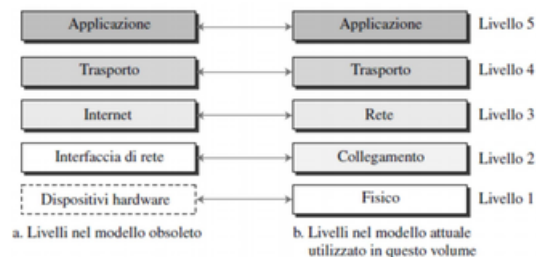 Applicazione Applicazione Livello 5
Trasporto Trasporto Livello 4
Internet Rete Livello 3
Interfaccia di rete Collegamento Livello 2
Dispositivi hardware Fisico Livello 1
a. Livelli nel modello obsoleto b. Livelli nel modello attuale
utilizzato in questo volume